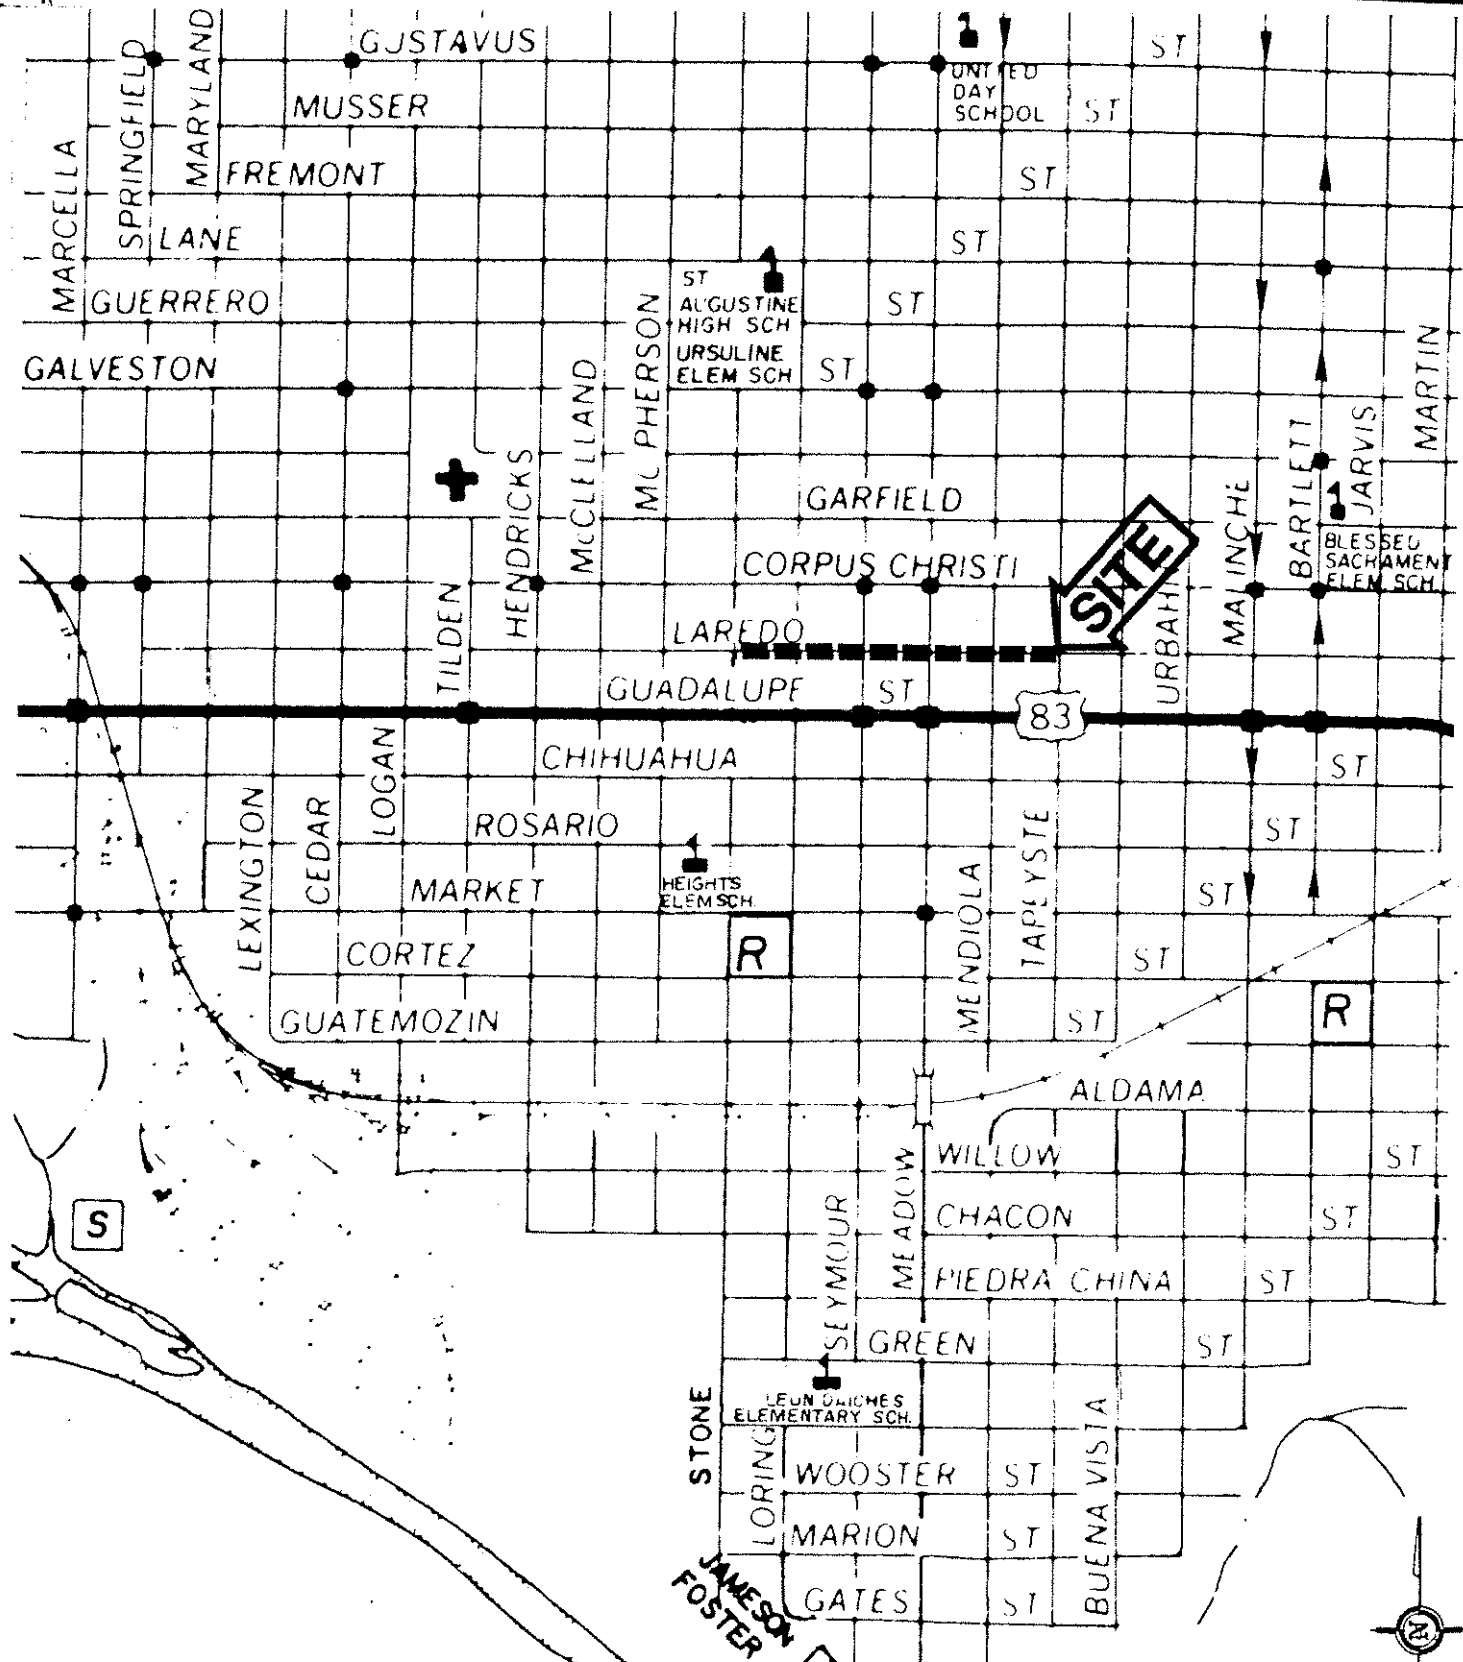 GUSTAVUS ST
SPRINGFIELD
MARYLAND
UNITED
DAY
SCHOOL
MUSSER ST
MARCELLA
FREMONT ST
LANE ST
ST
AUGUSTINE
HIGH SCH
URSULINE
ELEM SCH
GUERRERO ST
GALVESTON ST
MC PHERSON
McCLELLAND
HENDRICKS
MARTIN
JARVIS
BARTLETT
MALINCHE
GARFIELD
BLESSED
SACRAMENT
ELEM SCH.
CORPUS CHRISTI
SITE
URBAHN
TILDEN
LAREDO
GUADALUPE ST
83
CHIHUAHUA ST
LOGAN
CEDAR
LEXINGTON
ROSARIO ST
HEIGHTS
ELEM SCH.
MARKET ST
TAPEYSTE
MENDIOLA
R
CORTEZ ST
R
GUATEMOZIN ST
ALDAMA
WILLOW ST
MEADOW
SEYMOUR
S
CHACON ST
PIEDRA CHINA ST
GREEN ST
ELEMENTARY SCH.
STONE
LORING
BUENA VISTA
WOOSTER ST
MARION ST
JAMESON
FOSTER
GATES ST
N